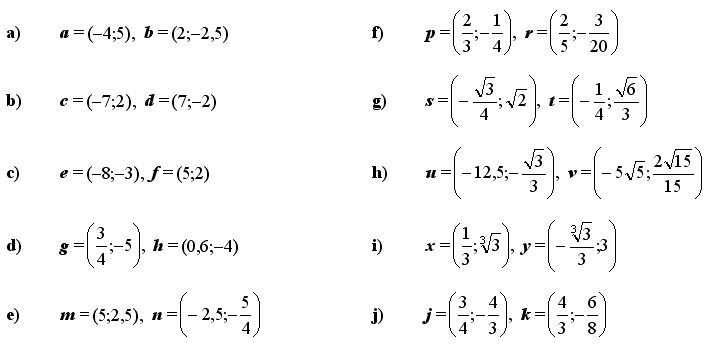 a) a = (–4;5), b = (2;–2,5)
b) c = (–7;2), d = (7;–2)
c) e = (–8;–3), f = (5;2)
d) g = (3/4;–5), h = (0,6;–4)
e) m = (5;2,5), n = (–2,5;–5/4)
f) p = (2/3;–1/4), r = (2/5;–3/20)
g) s = (–√3/4;√2), t = (–1/4;√6/3)
h) u = (–12,5;–√3/3), v = (–5√5;2√15/15)
i) x = (1/3;∛3), y = (–∛3/3;3)
j) j = (3/4;–4/3), k = (4/3;–6/8)